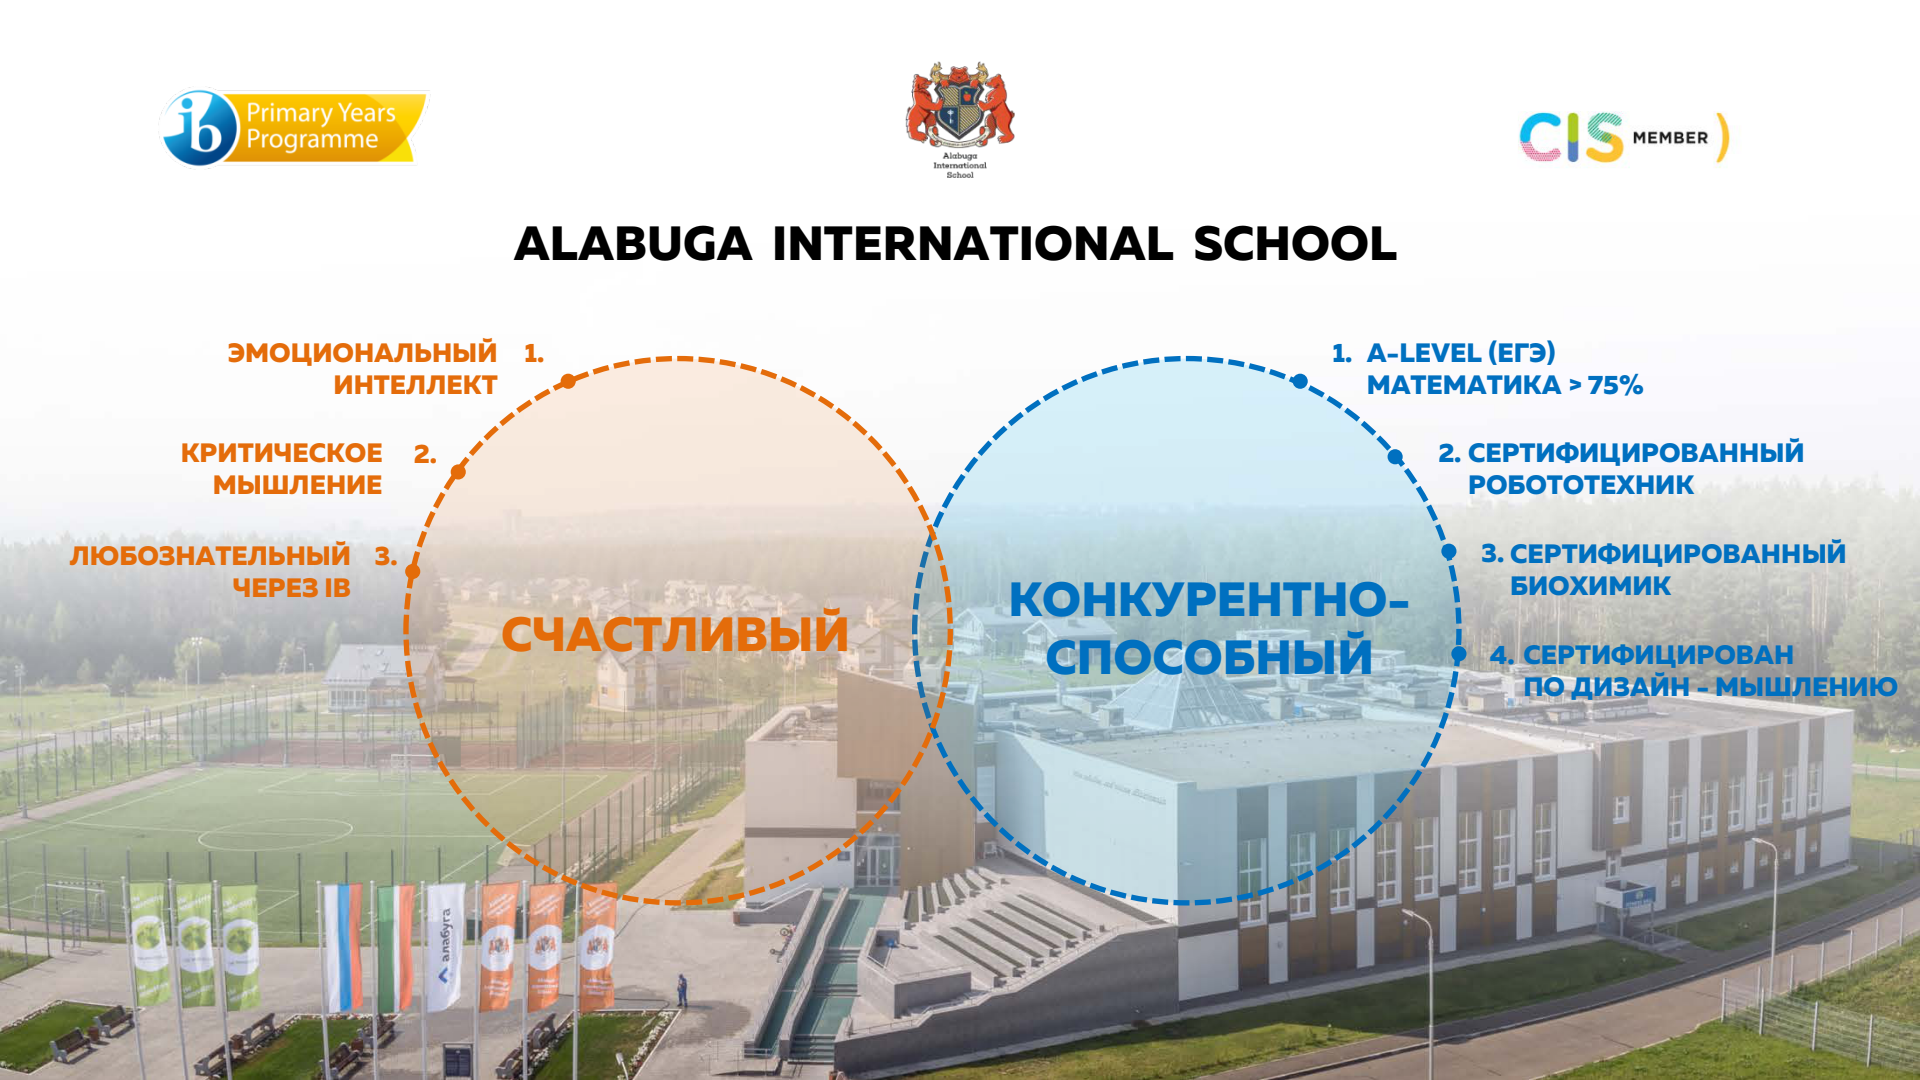 Primary Years
Programme
Alabuga
International
School
CIS MEMBER
ALABUGA INTERNATIONAL SCHOOL
ЭМОЦИОНАЛЬНЫЙ 1.
ИНТЕЛЛЕКТ
КРИТИЧЕСКОЕ 2.
МЫШЛЕНИЕ
ЛЮБОЗНАТЕЛЬНЫЙ 3.
ЧЕРЕЗ IB
СЧАСТЛИВЫЙ
КОНКУРЕНТНО-
СПОСОБНЫЙ
1. A-LEVEL (ЕГЭ)
МАТЕМАТИКА > 75%
2. СЕРТИФИЦИРОВАННЫЙ
РОБОТОТЕХНИК
3. СЕРТИФИЦИРОВАННЫЙ
БИОХИМИК
4. СЕРТИФИЦИРОВАН
ПО ДИЗАЙН - МЫШЛЕНИЮ
алабуга